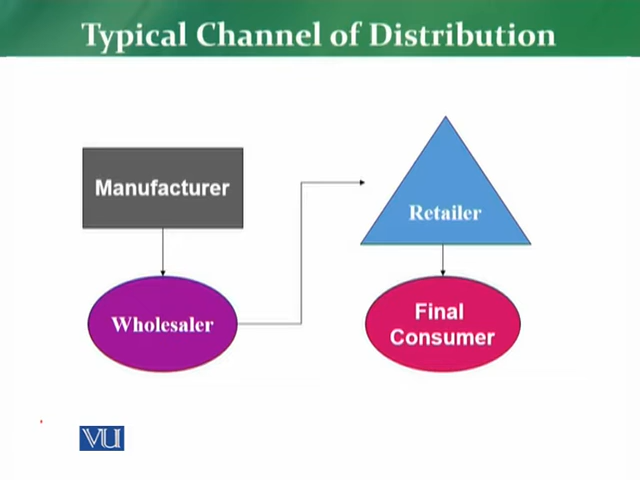 Typical Channel of Distribution
Manufacturer
Wholesaler
Retailer
Final
Consumer
VU